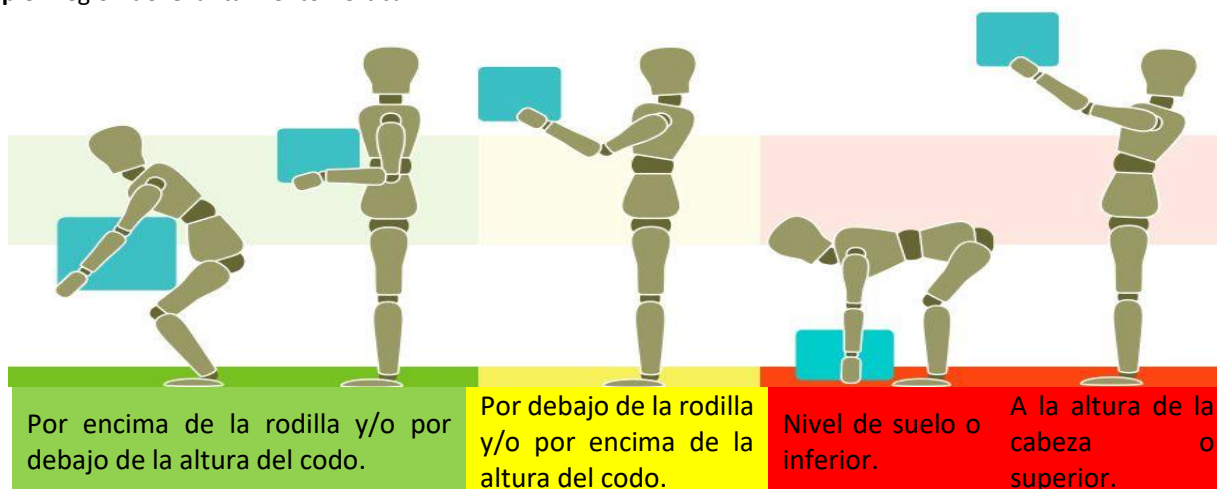 Por encima de la rodilla y/o por
debajo de la altura del codo.
Por debajo de la rodilla
y/o por encima de la
altura del codo.
Nivel de suelo o
inferior.
A la altura de la
cabeza o
superior.